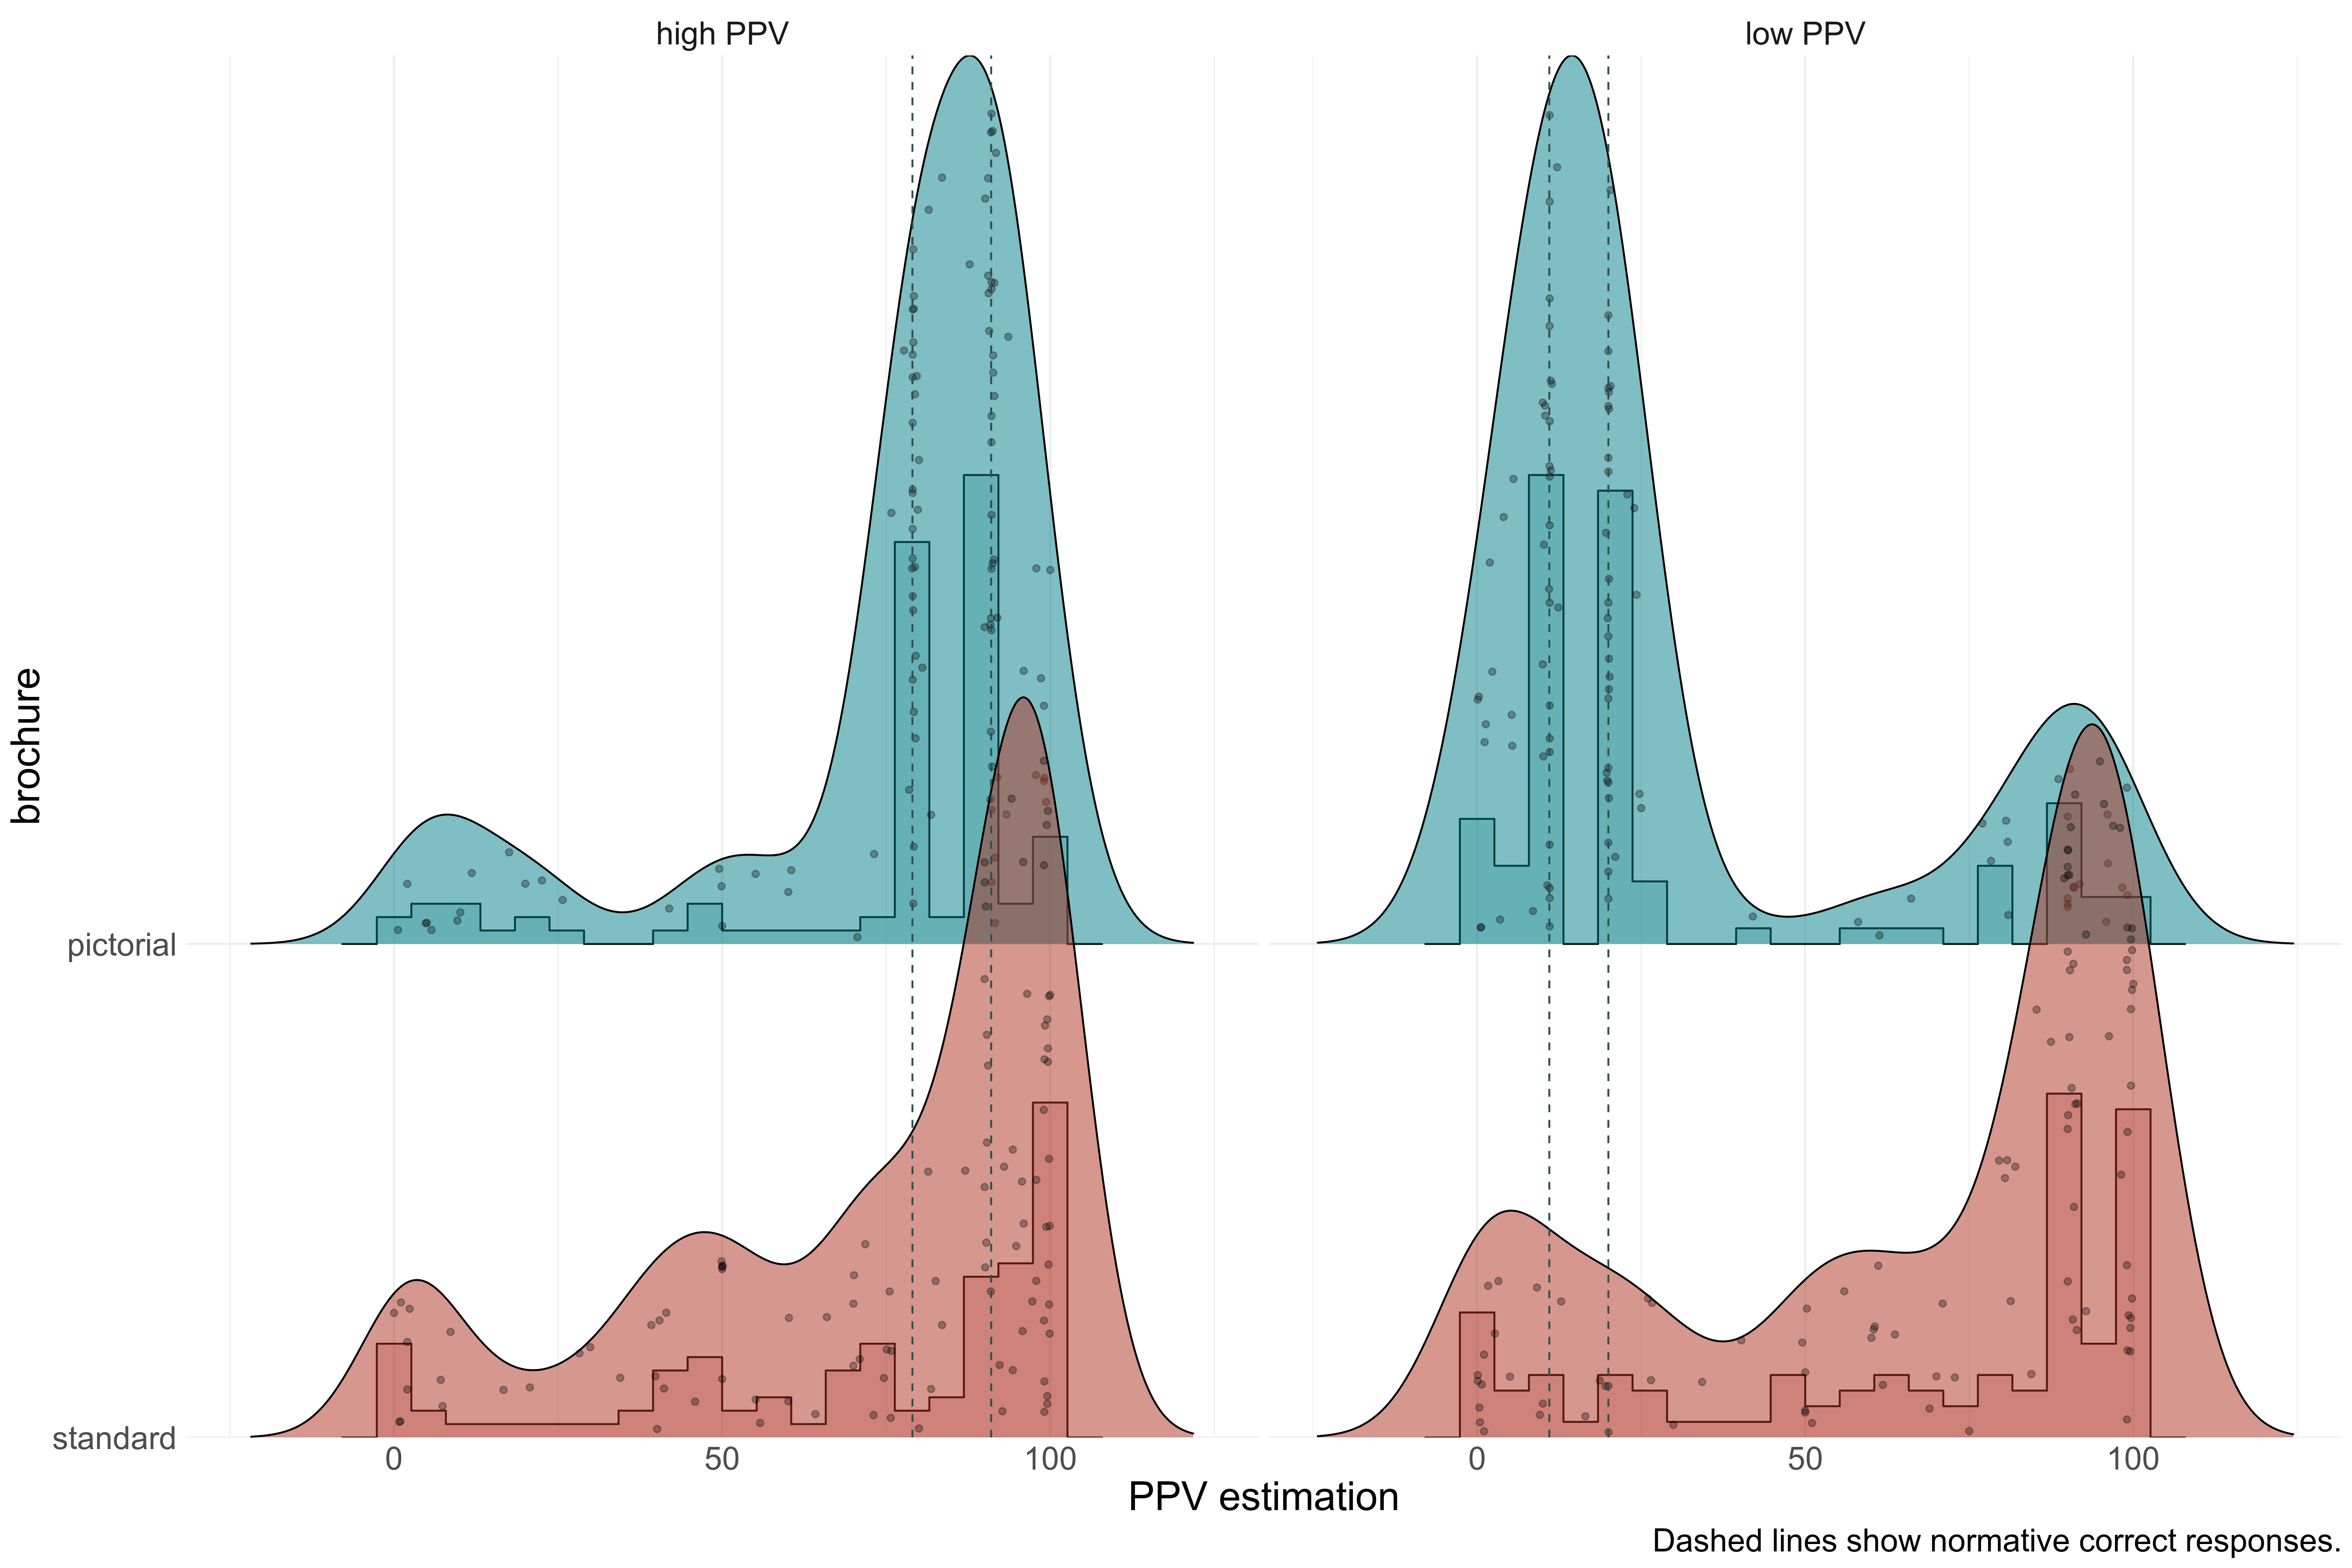 high PPV
low PPV
brochure
pictorial
standard
0 50 100
0 50 100
PPV estimation
Dashed lines show normative correct responses.